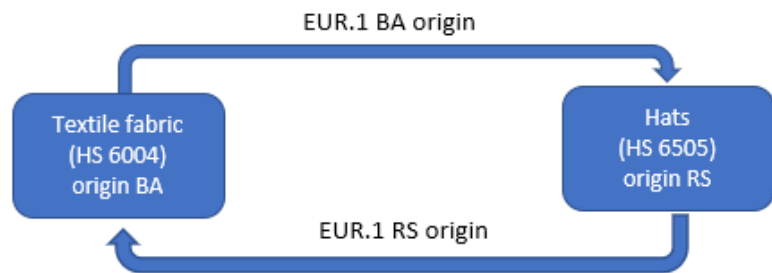 EUR.1 BA origin
Textile fabric
(HS 6004)
origin BA
Hats
(HS 6505)
origin RS
EUR.1 RS origin